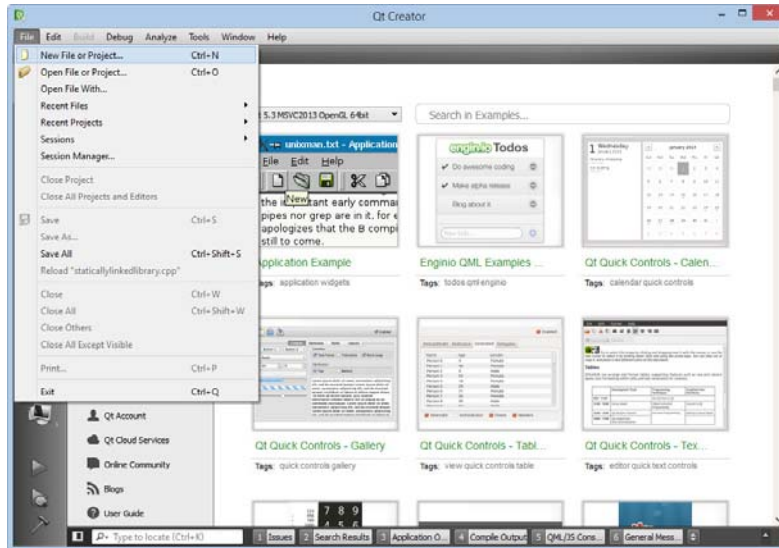 Qt Creator
File Edit Build Debug Analyze Tools Window Help
New File or Project... Ctrl+N
Open File or Project... Ctrl+O
Open File With...
Recent Files
Recent Projects
Sessions
Session Manager...
Close Project
Close All Projects and Editors
Save Ctrl+S
Save As...
Save All Ctrl+Shift+S
Reload "staticallylinkedlibrary.cpp"
Close Ctrl+W
Close All Ctrl+Shift+W
Close Others
Close All Except Visible
Print... Ctrl+P
Exit Ctrl+Q
Qt Account
Qt Cloud Services
Online Community
Blogs
User Guide
5.3 MSVC2013 OpenGL 64bit
Search in Examples...
unixman.txt - Application
File Edit Help
New
the important early comma
pipes nor grep are in it, for e
apologizes that the B compi
still to come.
Application Example
Tags: application widgets
enginio Todos
Do awesome coding
Make alpha release
Blog about it
Enginio QML Examples ...
Tags: todos qml enginio
1 Wednesday
January 2013
Qt Quick Controls - Calen...
Tags: calendar quick controls
Qt Quick Controls - Gallery
Tags: quick controls gallery
Qt Quick Controls - Tabl...
Tags: view quick controls table
Qt Quick Controls - Tex...
Tags: editor quick text controls
7 8 9
4 5 6
Type to locate (Ctrl+K)
1 Issues 2 Search Results 3 Application O... 4 Compile Output 5 QML/JS Cons... 6 General Mess...